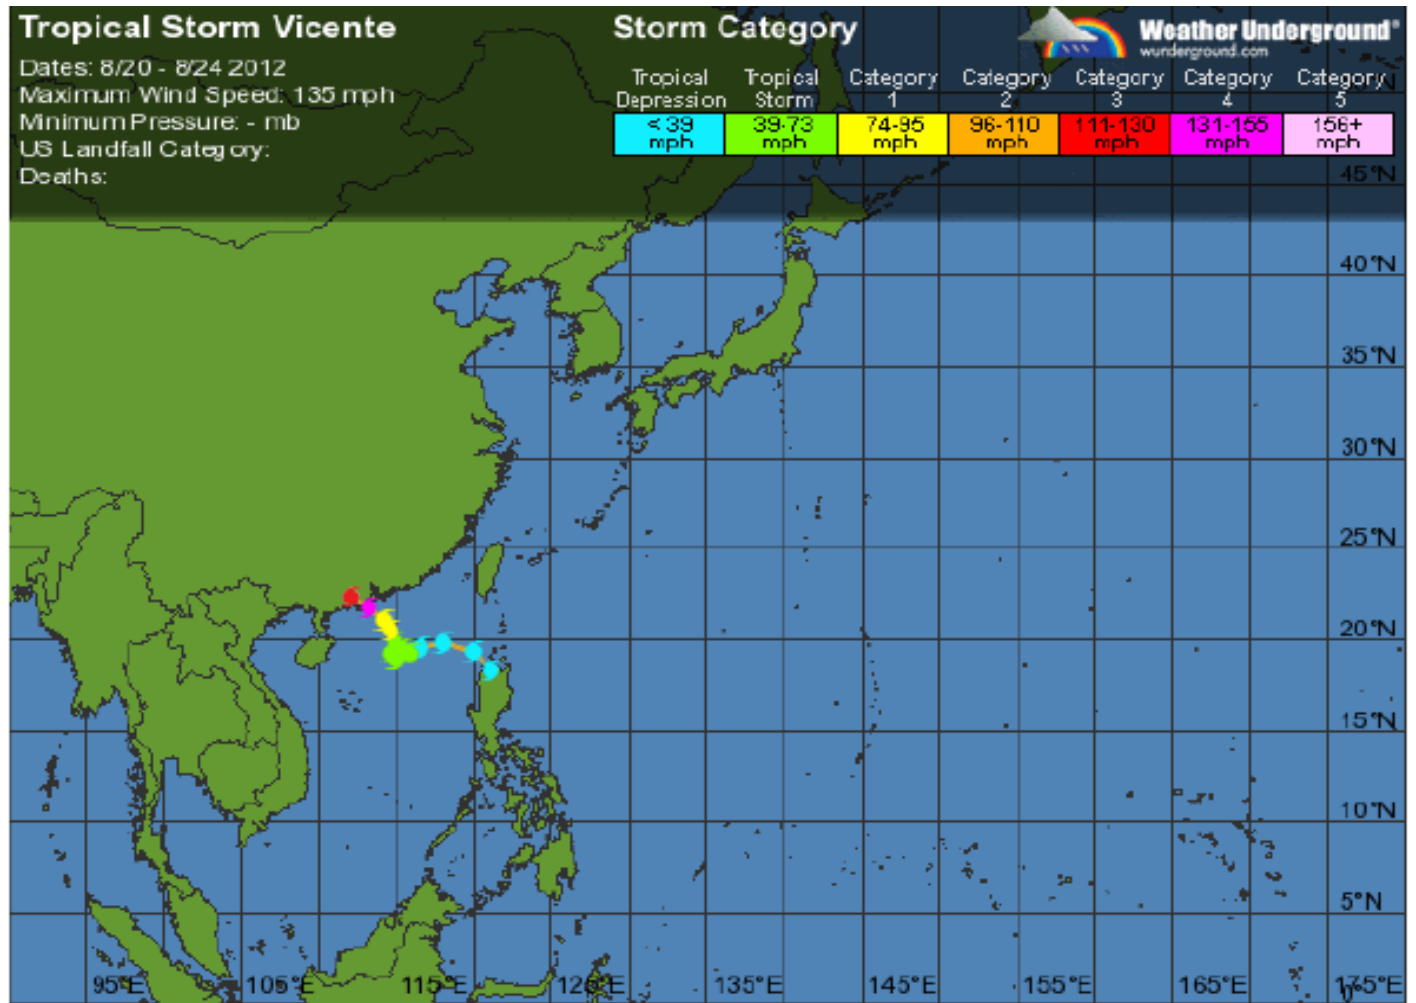 Tropical Storm Vicente
Dates: 8/20 - 8/24 2012
Maximum Wind Speed: 135 mph
Minimum Pressure: - mb
US Landfall Category:
Deaths:
Storm Category
Weather Underground®
wunderground.com
Tropical Depression
Tropical Storm
Category 1
Category 2
Category 3
Category 4
Category 5
< 39 mph
39-73 mph
74-95 mph
96-110 mph
111-130 mph
131-155 mph
156+ mph
45°N
40°N
35°N
30°N
25°N
20°N
15°N
10°N
5°N
95°E
105°E
115°E
125°E
135°E
145°E
155°E
165°E
175°E